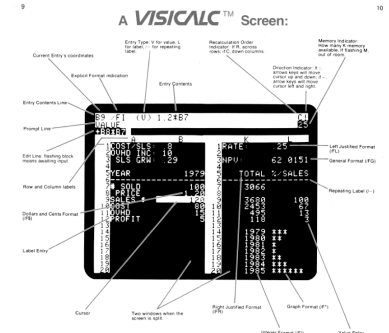 9
10
A VISICALC™ Screen:
Current Entry's coordinates
Explicit Format indication
Entry Type: V for value, L for label, /- for repeating label.
Entry Contents
Recalculation Order Indicator: If R, across rows; if C, down columns
Memory Indicator: How many K memory available. If flashing M, out of room.
Direction Indicator: If -, arrows keys will move cursor up and down. If -, arrow keys will move cursor left and right.
Entry Contents Line
Prompt Line
Edit Line: flashing block means awaiting input.
Row and Column labels
Dollars and Cents Format (/F$)
Label Entry
Cursor
Two windows when the screen is split.
Right Justified Format (/FR)
Graph Format (/F*)
Left Justified Format (/FL)
General Format (/FG)
Repeating Label (/-)
B9 /FI (V) 1.2*B7
C!
VALUE
25
+B8*B7
A B K L
1 COST/SLS: .8 1 RATE: .25
2 OVHD INC: 10 2
3 SLS GRW: .29 3 NPV: 62.0151
4 4
5 YEAR 1979 5 TOTAL %/SALES
6 6
7 # SOLD 100 7 3066
8 PRICE 8
9 SALES $ 120 9 3680 100
10 COST 80 10 2453 67
11 OVHD 15 11 495 13
12 PROFIT 5 12 118 3
13 13
14 14 1979 ***
15 15 1980 **
16 16 1981 *
17 17 1982 *
18 18 1983 **
19 19 1984 ***
20 20 1985 ******